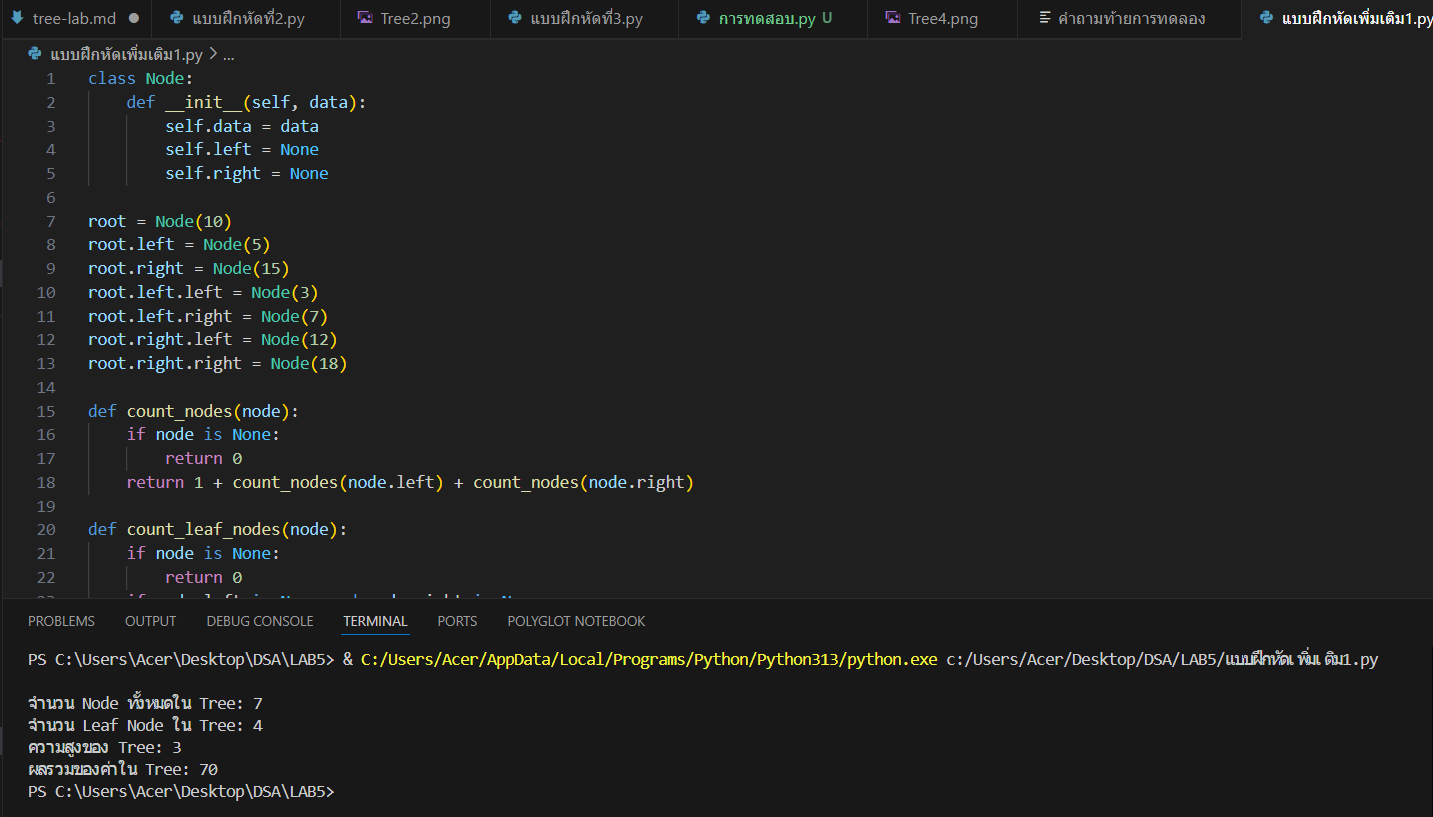 tree-lab.md แบบฝึกหัดที่2.py Tree2.png แบบฝึกหัดที่3.py การทดสอบ.py U Tree4.png คำถามท้ายการทดลอง แบบฝึกหัดเพิ่มเติม1.py
แบบฝึกหัดเพิ่มเติม1.py > ...
1 class Node:
2     def __init__(self, data):
3         self.data = data
4         self.left = None
5         self.right = None
6
7 root = Node(10)
8 root.left = Node(5)
9 root.right = Node(15)
10 root.left.left = Node(3)
11 root.left.right = Node(7)
12 root.right.left = Node(12)
13 root.right.right = Node(18)
14
15 def count_nodes(node):
16     if node is None:
17         return 0
18     return 1 + count_nodes(node.left) + count_nodes(node.right)
19
20 def count_leaf_nodes(node):
21     if node is None:
22         return 0
PROBLEMS OUTPUT DEBUG CONSOLE TERMINAL PORTS POLYGLOT NOTEBOOK
PS C:\Users\Acer\Desktop\DSA\LAB5> & C:/Users/Acer/AppData/Local/Programs/Python/Python313/python.exe c:/Users/Acer/Desktop/DSA/LAB5/แบบฝึกหัดเพิ่มเติม1.py
จำนวน Node ทั้งหมดใน Tree: 7
จำนวน Leaf Node ใน Tree: 4
ความสูงของ Tree: 3
ผลรวมของค่าใน Tree: 70
PS C:\Users\Acer\Desktop\DSA\LAB5>